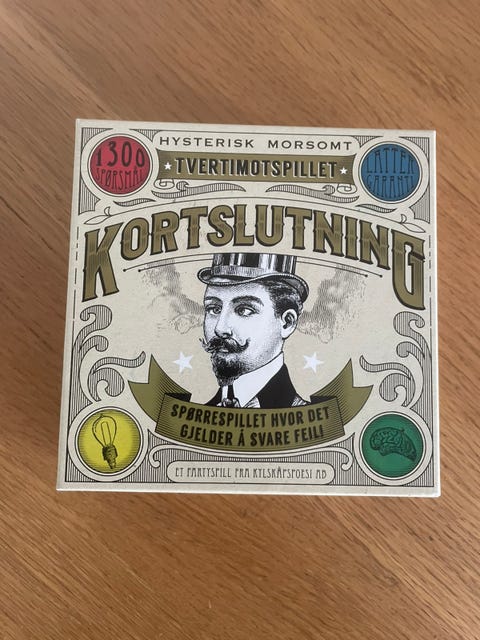 HYSTERISK MORSOMT
1300
SPØRSMÅL
TVERTIMOTSPILLET
LATTER
GARANTI
KORTSLUTNING
SPØRRESPILLET HVOR DET
GJELDER Å SVARE FEIL!
ET PARTYSPILL FRA KYLSKÅPSPOESI AB